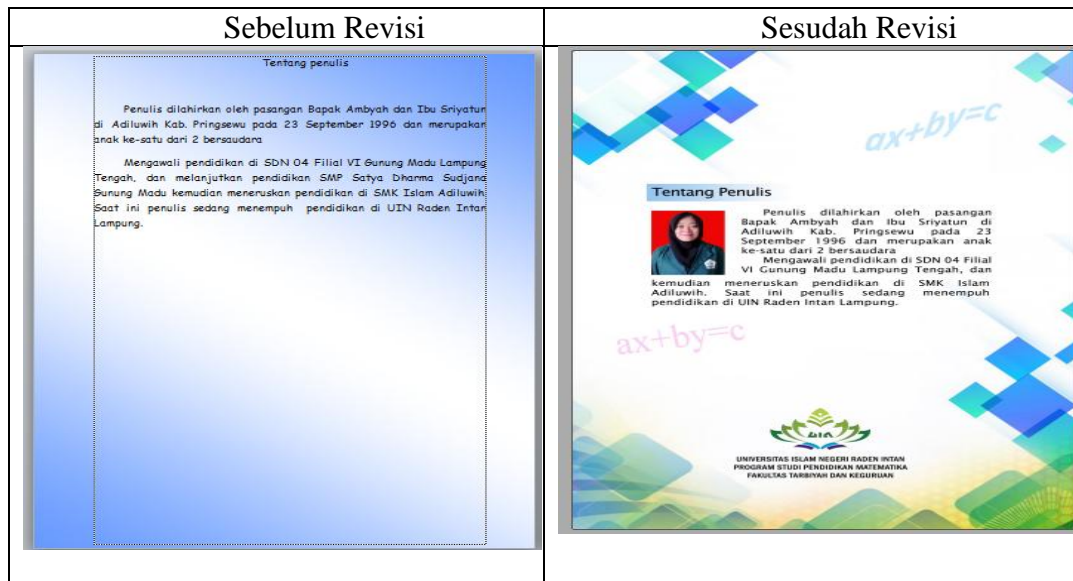 Sebelum Revisi
Sesudah Revisi
Tentang penulis
Penulis dilahirkan oleh pasangan Bapak Ambyah dan Ibu Sriyatun
di Adiluwih Kab. Pringsewu pada 23 September 1996 dan merupakan
anak ke-satu dari 2 bersaudara
Mengawali pendidikan di SDN 04 Filial VI Gunung Madu Lampung
Tengah, dan melanjutkan pendidikan SMP Satya Dharma Sudjana
Gunung Madu kemudian meneruskan pendidikan di SMK Islam Adiluwih.
Saat ini penulis sedang menempuh pendidikan di UIN Raden Intan
Lampung.
ax+by=c
Tentang Penulis
Penulis dilahirkan oleh pasangan
Bapak Ambyah dan Ibu Sriyatun di
Adiluwih Kab. Pringsewu pada 23
September 1996 dan merupakan anak
ke-satu dari 2 bersaudara
Mengawali pendidikan di SDN 04 Filial
VI Gunung Madu Lampung Tengah, dan
kemudian meneruskan pendidikan di SMK Islam
Adiluwih. Saat ini penulis sedang menempuh
pendidikan di UIN Raden Intan Lampung.
ax+by=c
UIN
UNIVERSITAS ISLAM NEGERI RADEN INTAN
PROGRAM STUDI PENDIDIKAN MATEMATIKA
FAKULTAS TARBIYAH DAN KEGURUAN